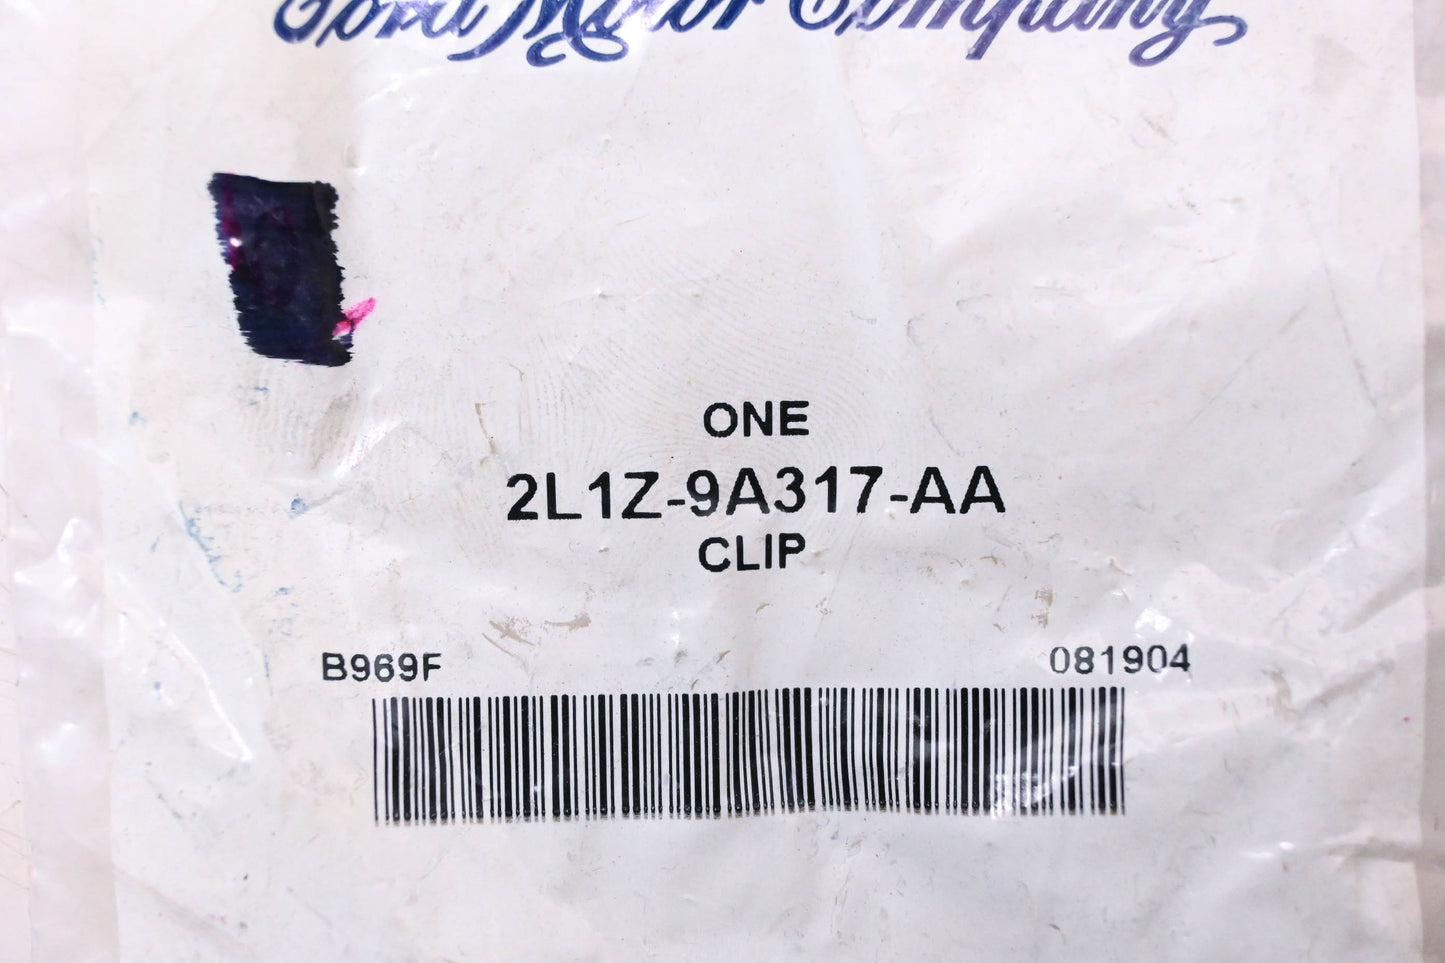 Ford Motor Company
ONE
2L1Z-9A317-AA
CLIP
B969F 081904